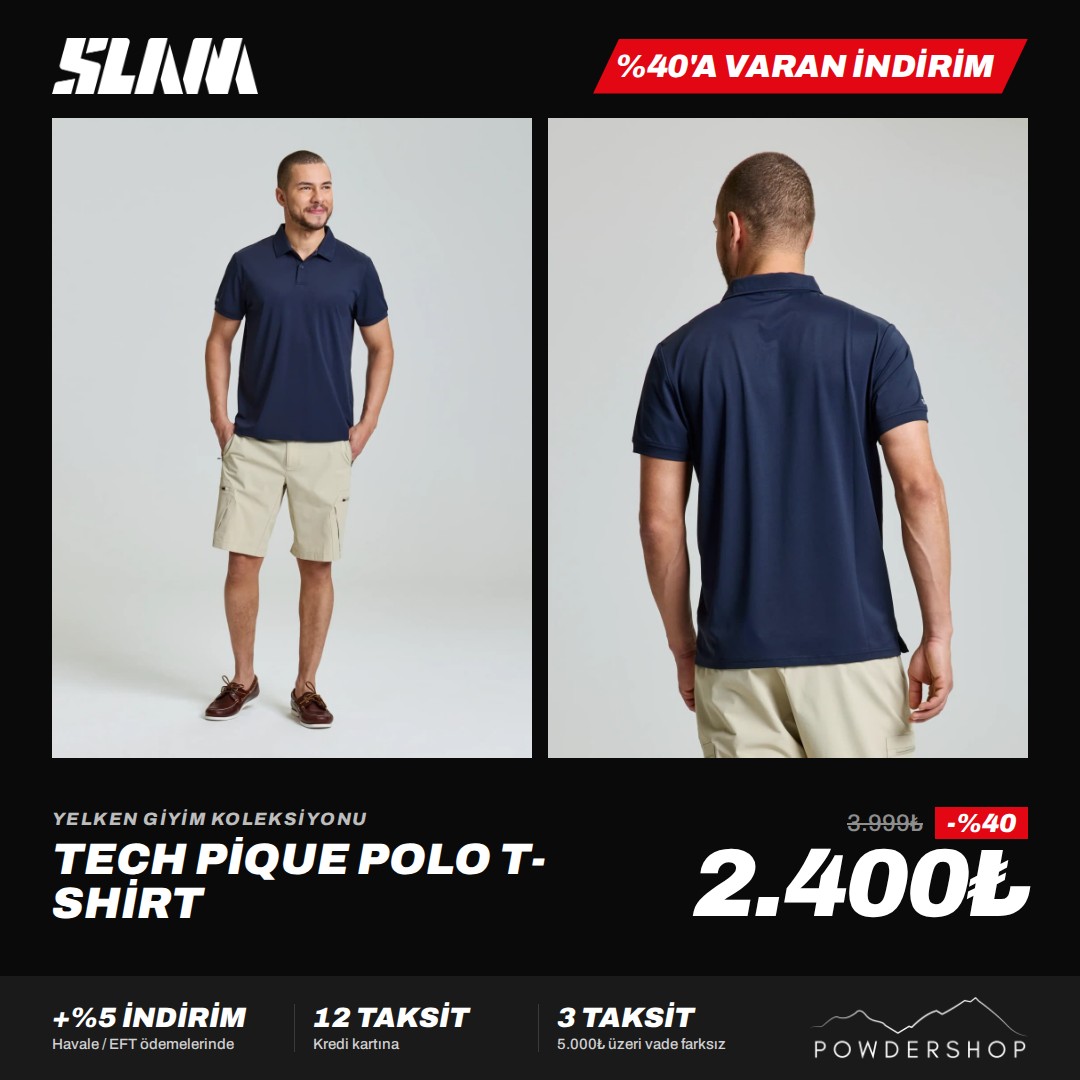 SLAM
%40'A VARAN İNDİRİM
YELKEN GİYİM KOLEKSİYONU
TECH PİQUE POLO T-
SHİRT
3.999₺
-%40
2.400₺
+%5 İNDİRİM
Havale / EFT ödemelerinde
12 TAKSİT
Kredi kartına
3 TAKSİT
5.000₺ üzeri vade farksız
POWDERSHOP